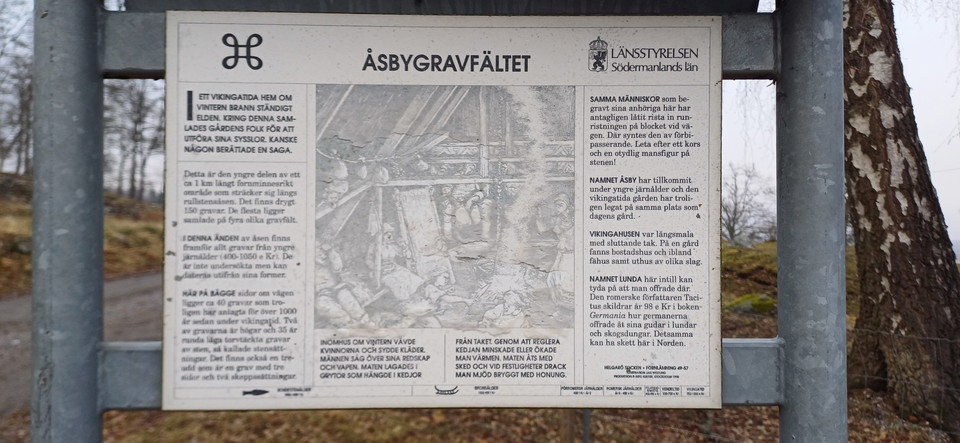 ÅSBYGRAVFÄLTET
LÄNSSTYRELSEN
Södermanlands län
I ETT VIKINGATIDA HEM OM
VINTERN BRANN STÄNDIGT
ELDEN. KRING DENNA SAM-
LADES GÅRDENS FOLK FÖR ATT
UTFÖRA SINA SYSSLOR. KANSKE
NÅGON BERÄTTADE EN SAGA.
Detta är den yngre delen av ett
ca 1 km långt fornminnesrikt
område som sträcker sig längs
rullstensåsen. Det finns drygt
150 gravar. De flesta ligger
samlade på fyra olika gravfält.
I DENNA ÄNDEN av åsen finns
framför allt gravar från yngre
järnålder (400-1050 e Kr). De
är inte undersökta men kan
dateras utifrån sina former.
HÄR PÅ BÄGGE sidor om vägen
ligger ca 40 gravar som tro-
ligen har anlagts för över 1000
år sedan under vikingatid. Två
av gravarna är högar och 35 är
runda låga torvtäckta gravar
av sten, så kallade stensätt-
ningar. Det finns också en tre-
udd som är en grav med tre
sidor och två skeppssättningar.
INOMHUS OM VINTERN VÄVDE
KVINNORNA OCH SYDDE KLÄDER.
MÄNNEN SÅG ÖVER SINA REDSKAP
OCH VAPEN. MATEN LAGADES I
GRYTOR SOM HÄNGDE I KEDJOR
FRÅN TAKET. GENOM ATT REGLERA
KEDJAN MINSKADE ELLER ÖKADE
MAN VÄRMEN. MATEN ÅTS MED
SKED OCH VID FESTLIGHETER DRACK
MAN MJÖD BRYGGT MED HONUNG.
SAMMA MÄNNISKOR som be-
gravt sina anhöriga här har
antagligen låtit rista in run-
ristningen på blocket vid vä-
gen. Där syntes den av förbi-
passerande. Leta efter ett kors
och en otydlig mansfigur på
stenen!
NAMNET ÅSBY har tillkommit
under yngre järnålder och den
vikingatida gården har troli-
gen legat på samma plats som
dagens gård.
VIKINGAHUSEN var långsmala
med sluttande tak. På en gård
fanns bostadshus och ibland
fähus samt uthus av olika slag.
NAMNET LUNDA här intill kan
tyda på att man offrade där.
Den romerske författaren Taci-
tus skildrar år 98 e Kr i boken
Germania hur germanerna
offrade åt sina gudar i lundar
och skogsdungar. Detsamma
kan ha skett här i Norden.
HELGARÖ SOCKEN • FORNLÄMNING 49-57
BRONSÅLDER
VIKINGATID